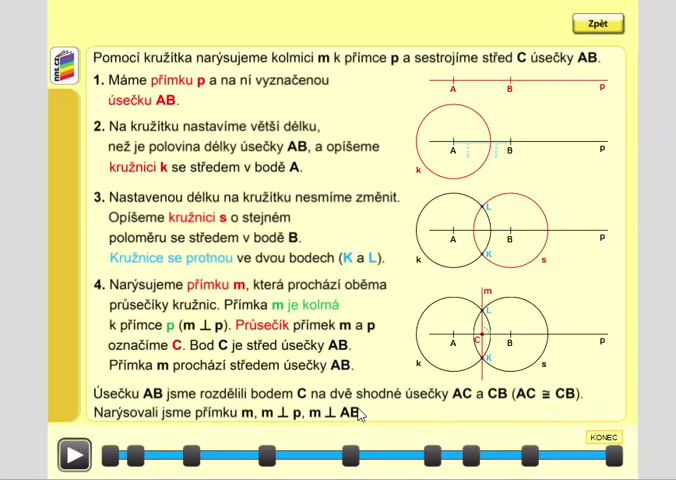 Zpět
nns.cz
Pomocí kružítka narýsujeme kolmici m k přímce p a sestrojíme střed C úsečky AB.
1. Máme přímku p a na ní vyznačenou
úsečku AB.
A B p
2. Na kružítku nastavíme větší délku,
než je polovina délky úsečky AB, a opíšeme
kružnici k se středem v bodě A.
A B p
k
3. Nastavenou délku na kružítku nesmíme změnit.
Opíšeme kružnici s o stejném
poloměru se středem v bodě B.
Kružnice se protnou ve dvou bodech (K a L).
L
A B p
K
k s
4. Narýsujeme přímku m, která prochází oběma
průsečíky kružnic. Přímka m je kolmá
k přímce p (m ⊥ p). Průsečík přímek m a p
označíme C. Bod C je střed úsečky AB.
Přímka m prochází středem úsečky AB.
m
L
A C B p
K
k s
Úsečku AB jsme rozdělili bodem C na dvě shodné úsečky AC a CB (AC ≅ CB).
Narýsovali jsme přímku m, m ⊥ p, m ⊥ AB
KONEC